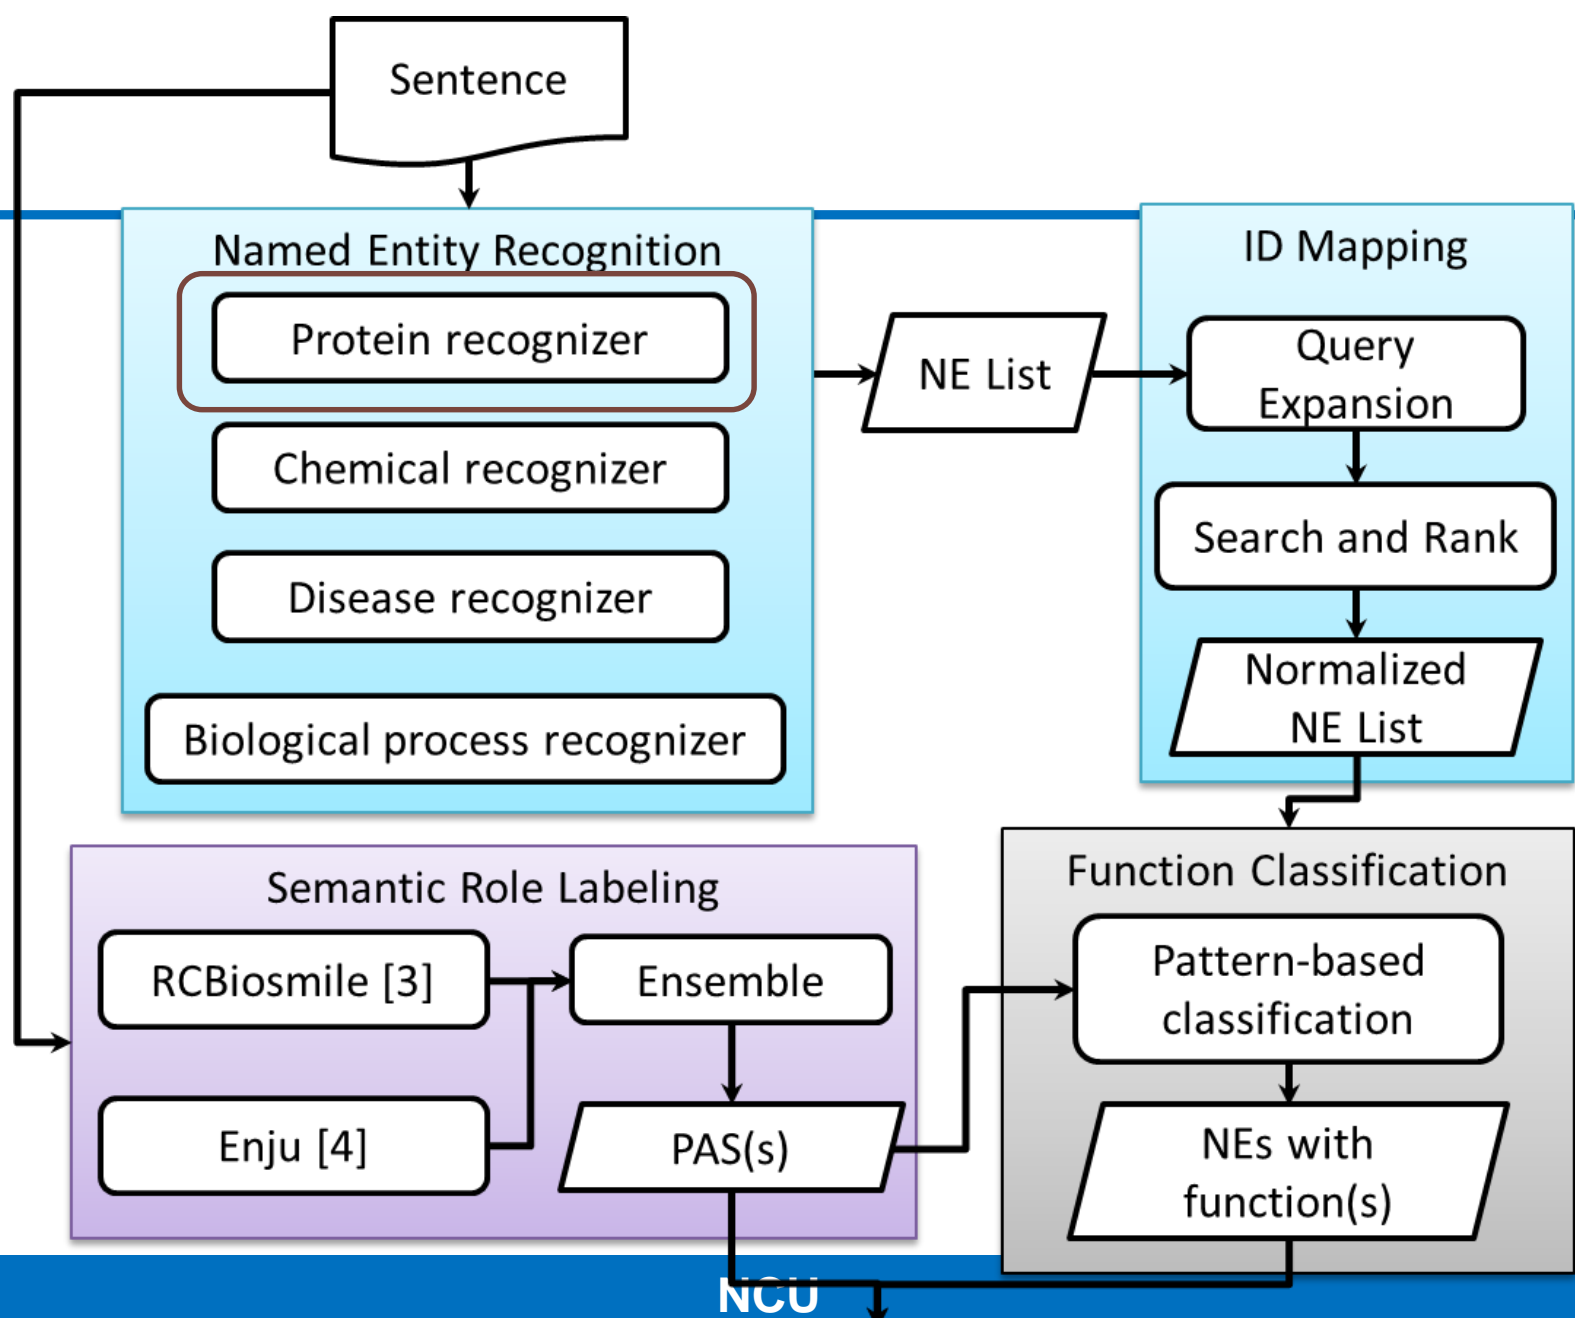 Sentence
Named Entity Recognition
Protein recognizer
Chemical recognizer
Disease recognizer
Biological process recognizer
NE List
ID Mapping
Query
Expansion
Search and Rank
Normalized
NE List
Semantic Role Labeling
RCBiosmile [3]
Ensemble
Enju [4]
PAS(s)
Function Classification
Pattern-based
classification
NEs with
function(s)
NCU